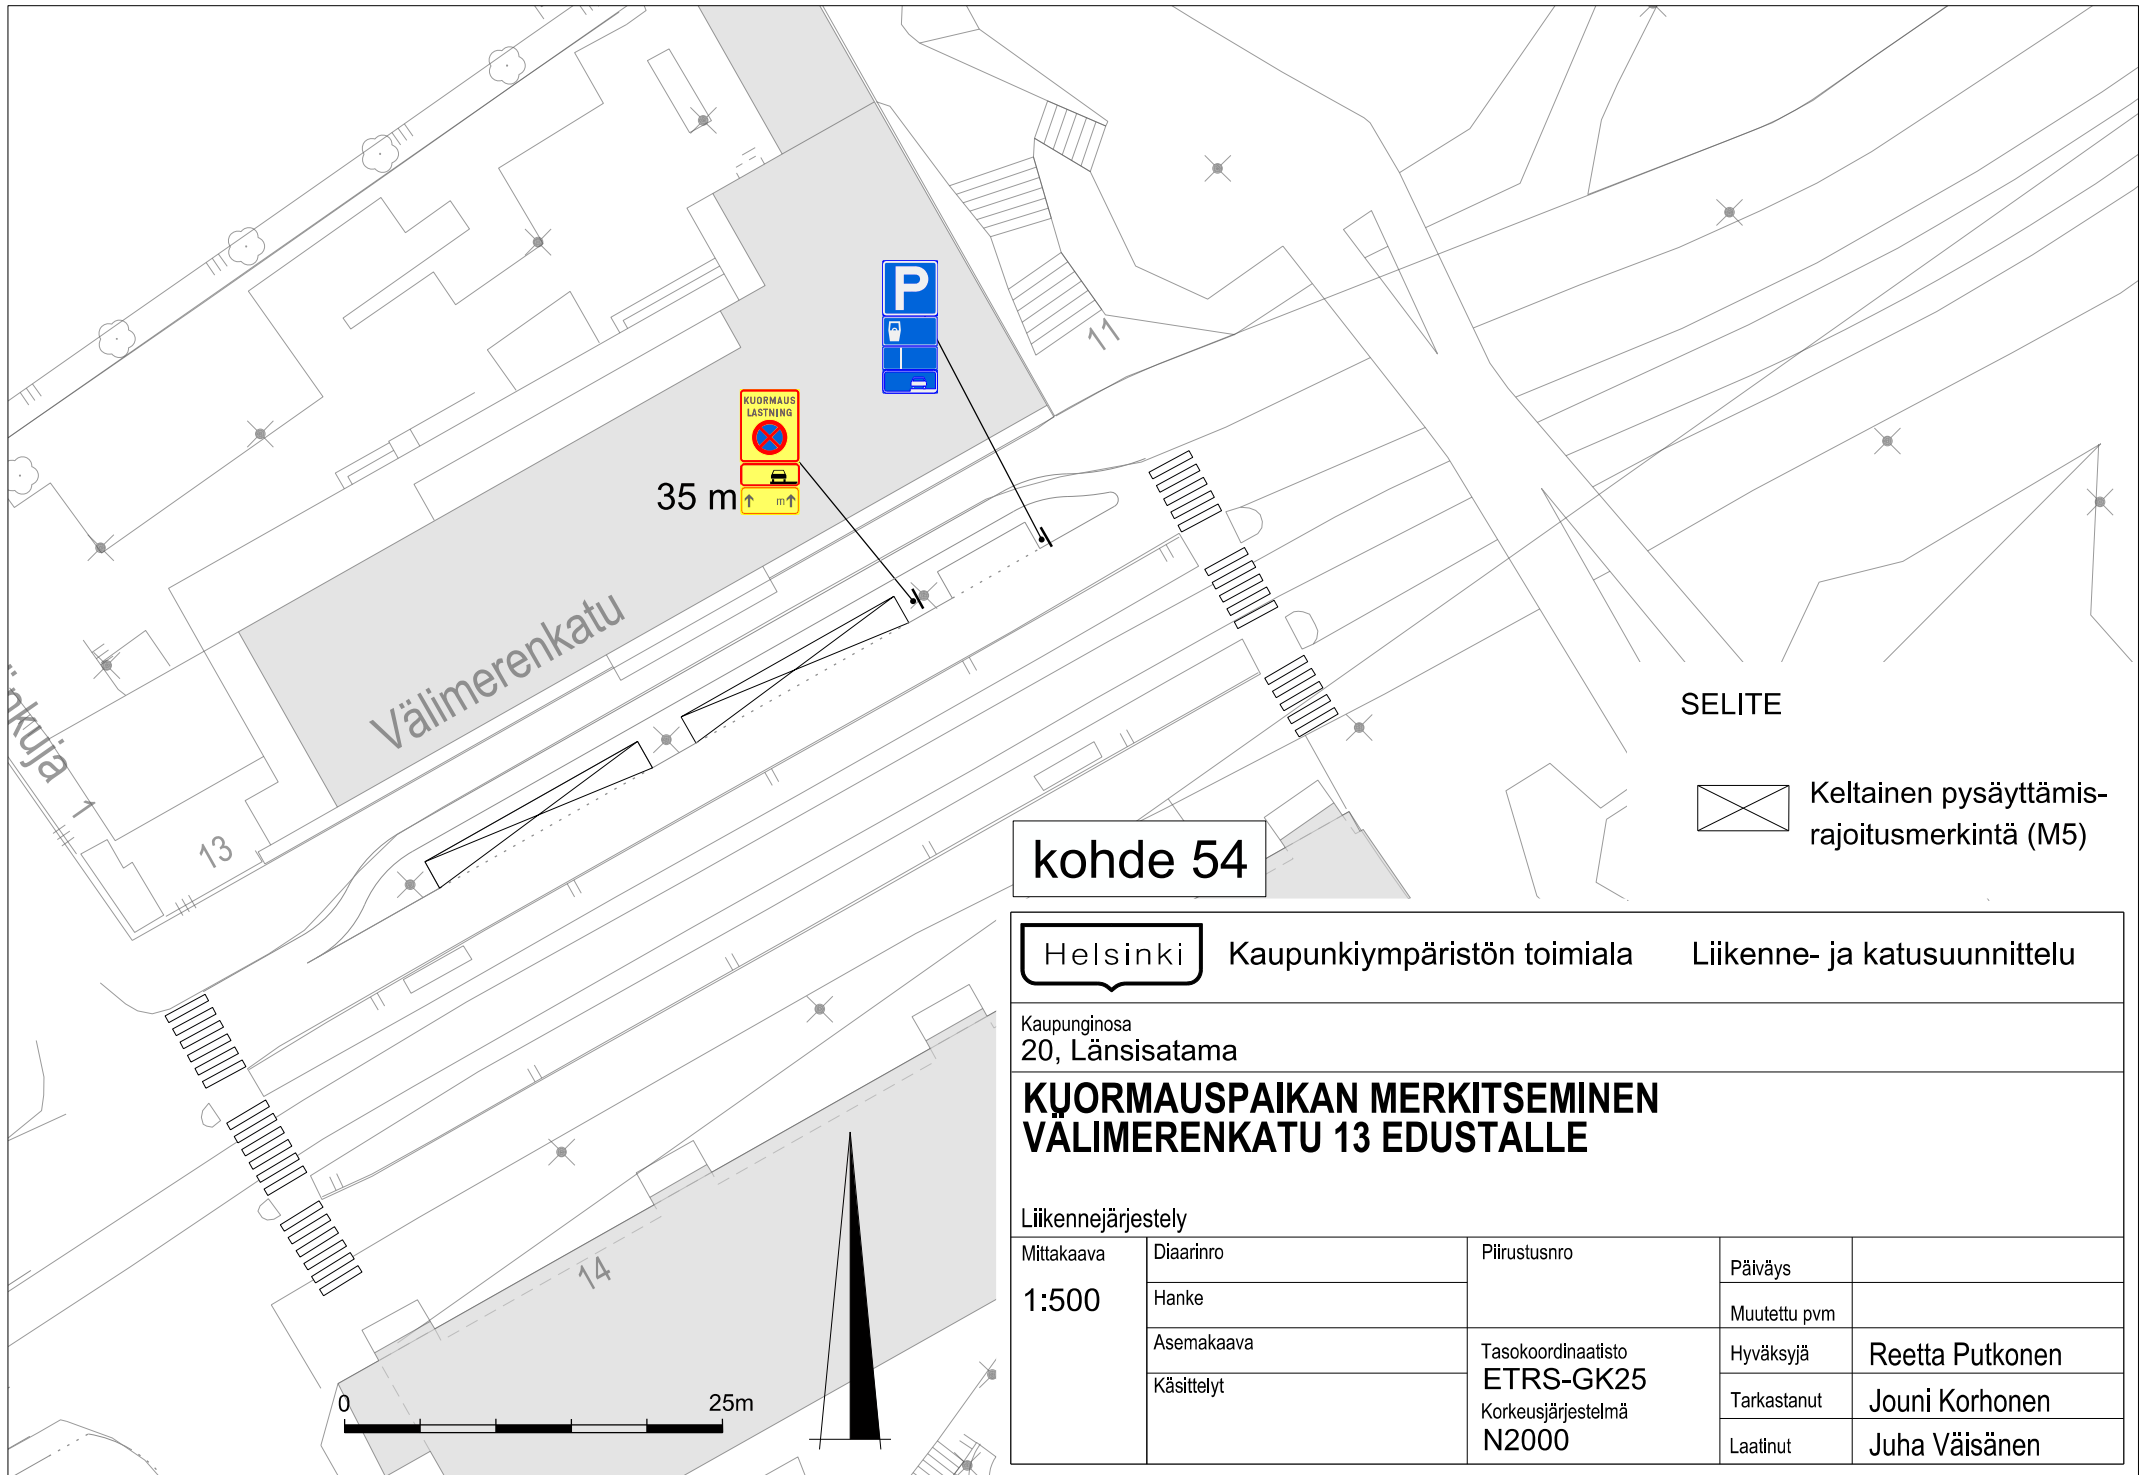 P
KUORMAUS
LASTNING
35 m
m
11
Välimerenkatu
1
13
14
SELITE
Keltainen pysäyttämis-
rajoitusmerkintä (M5)
kohde 54
Helsinki Kaupunkiympäristön toimiala Liikenne- ja katusuunnittelu
Kaupunginosa
20, Länsisatama
KUORMAUSPAIKAN MERKITSEMINEN
VÄLIMERENKATU 13 EDUSTALLE
Liikennejärjestely
Mittakaava
1:500
Diaarinro
Hanke
Asemakaava
Käsittelyt
Piirustusnro
Tasokoordinaatisto
ETRS-GK25
Korkeusjärjestelmä
N2000
Päiväys
Muutettu pvm
Hyväksyjä Reetta Putkonen
Tarkastanut Jouni Korhonen
Laatinut Juha Väisänen
0 25m